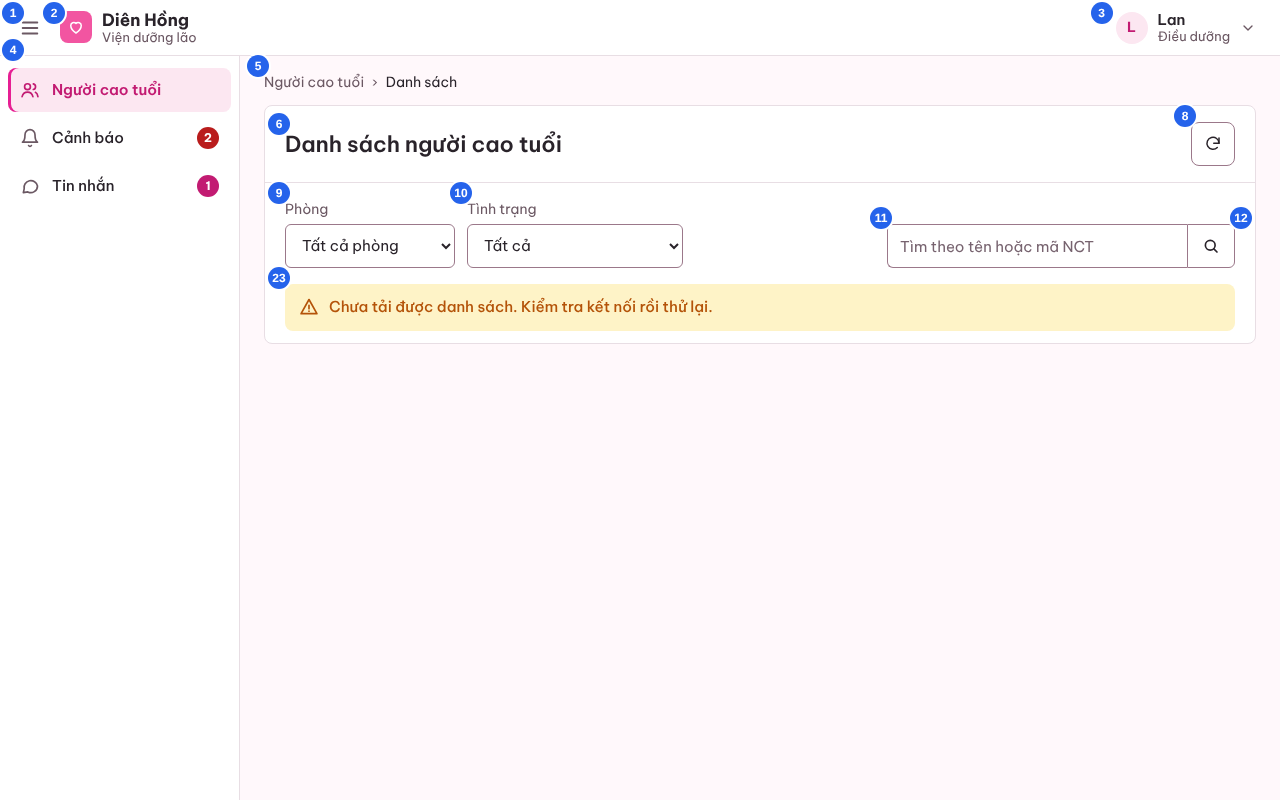 1
2
Diên Hồng
Viện dưỡng lão
3
L
Lan
Điều dưỡng
4
Người cao tuổi
Cảnh báo
2
Tin nhắn
1
5
Người cao tuổi › Danh sách
6
Danh sách người cao tuổi
8
9
Phòng
Tất cả phòng
10
Tình trạng
Tất cả
11
Tìm theo tên hoặc mã NCT
12
23
Chưa tải được danh sách. Kiểm tra kết nối rồi thử lại.